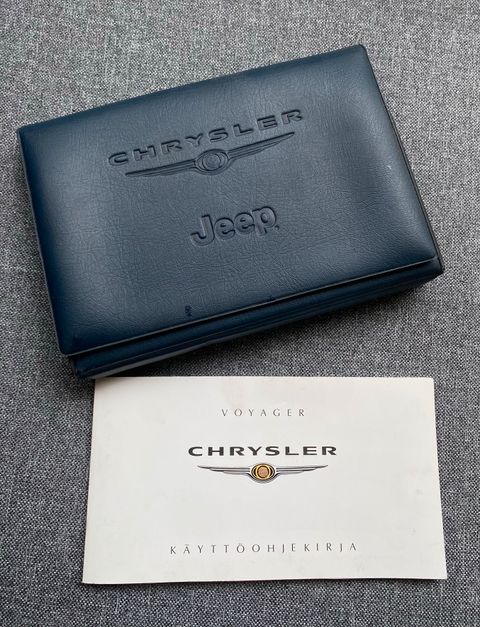 CHRYSLER
Jeep
VOYAGER
CHRYSLER
KÄYTTÖOHJEKIRJA